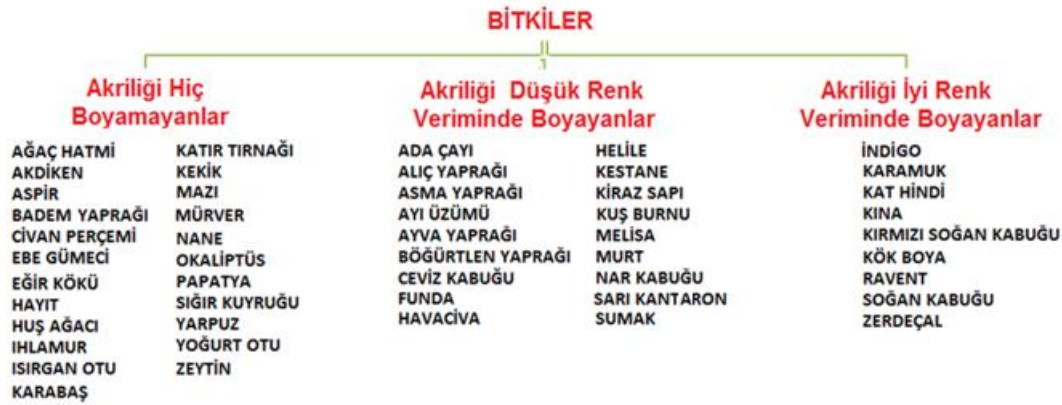 BİTKİLER
Akriliği Hiç
Boyamayanlar
AĞAÇ HATMİ
AKDİKEN
ASPİR
BADEM YAPRAĞI
CİVAN PERÇEMİ
EBE GÜMECİ
EĞİR KÖKÜ
HAYIT
HUŞ AĞACI
IHLAMUR
ISIRGAN OTU
KARABAŞ
KATIR TIRNAĞI
KEKİK
MAZI
MÜRVER
NANE
OKALİPTÜS
PAPATYA
SIĞIR KUYRUĞU
YARPUZ
YOĞURT OTU
ZEYTİN
Akriliği Düşük Renk
Veriminde Boyayanlar
ADA ÇAYI
ALIÇ YAPRAĞI
ASMA YAPRAĞI
AYI ÜZÜMÜ
AYVA YAPRAĞI
BÖĞÜRTLEN YAPRAĞI
CEVİZ KABUĞU
FUNDA
HAVACİVA
HELİLE
KESTANE
KİRAZ SAPI
KUŞ BURNU
MELİSA
MURT
NAR KABUĞU
SARI KANTARON
SUMAK
Akriliği İyi Renk
Veriminde Boyayanlar
İNDİGO
KARAMUK
KAT HİNDİ
KINA
KIRMIZI SOĞAN KABUĞU
KÖK BOYA
RAVENT
SOĞAN KABUĞU
ZERDEÇAL